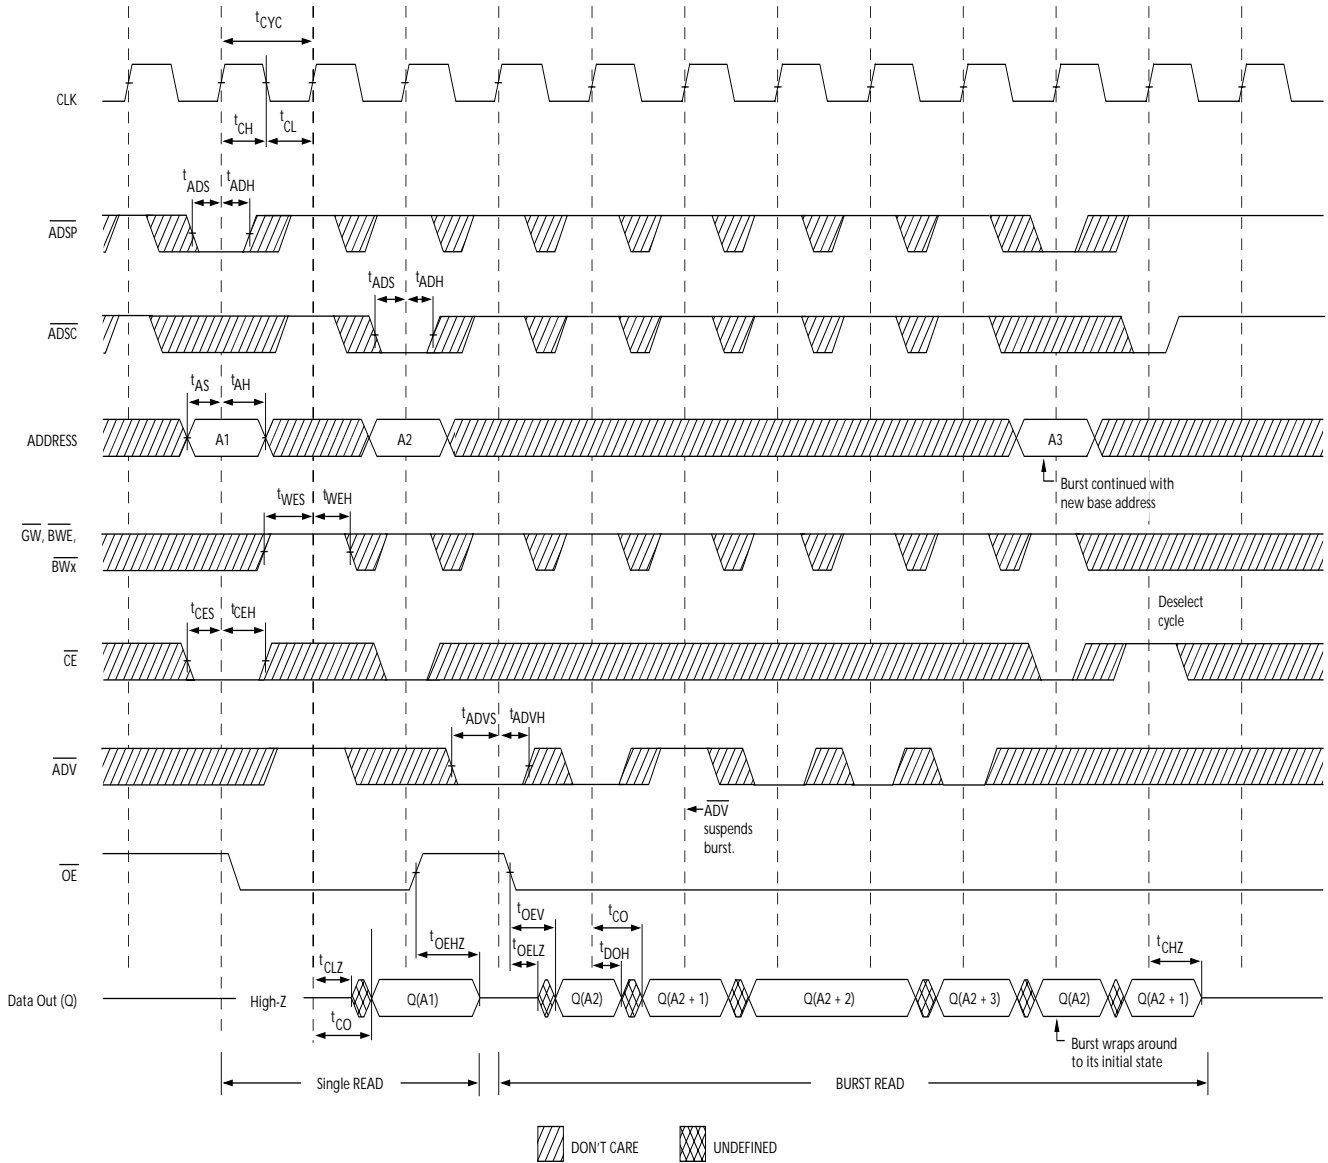 tCYC
CLK
tCH
tCL
tADS
tADH
ADSP
tADS
tADH
ADSC
tAS
tAH
ADDRESS
A1
A2
A3
Burst continued with
new base address
tWES
tWEH
GW, BWE,
BWx
Deselect
cycle
tCES
tCEH
CE
tADVS
tADVH
ADV
ADV
suspends
burst.
OE
tOEV
tCO
tOEHZ
tOELZ
tDOH
tCHZ
tCLZ
Data Out (Q)
High-Z
Q(A1)
Q(A2)
Q(A2 + 1)
Q(A2 + 2)
Q(A2 + 3)
Q(A2)
Q(A2 + 1)
tCO
Burst wraps around
to its initial state
Single READ
BURST READ
DON'T CARE
UNDEFINED